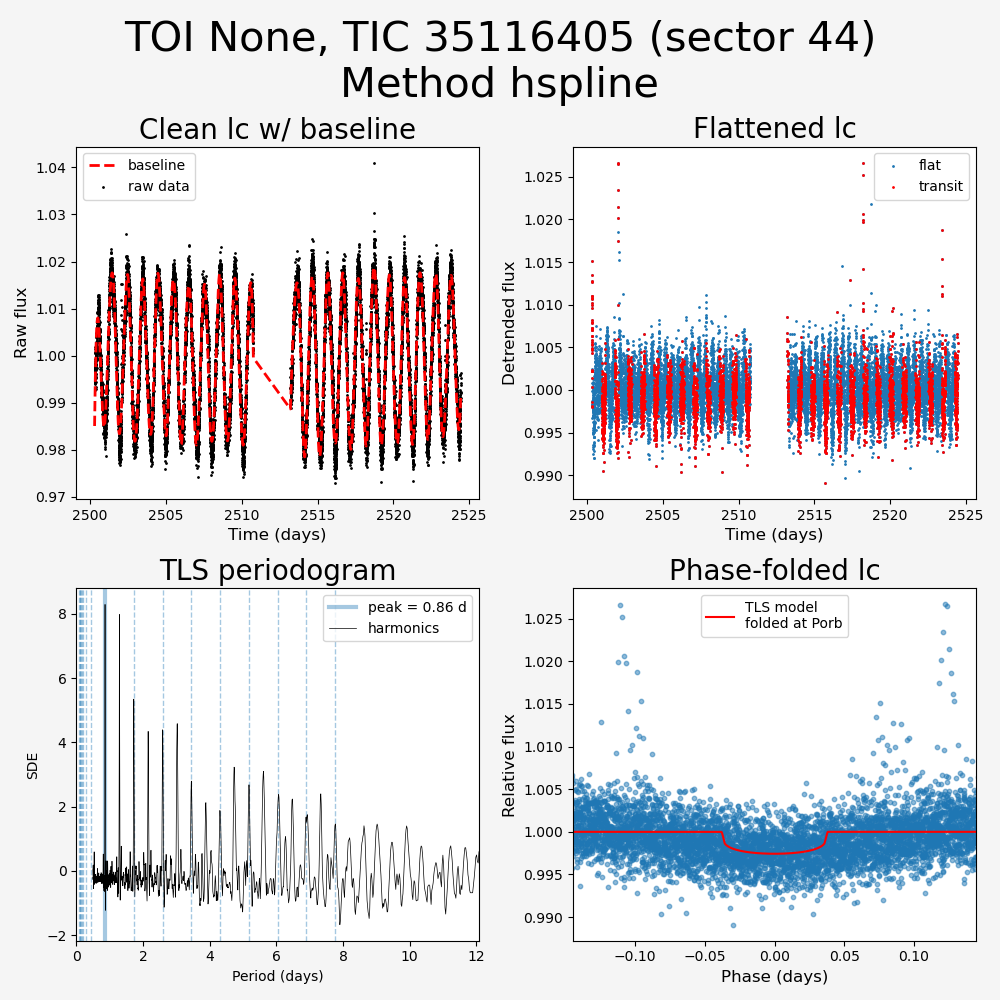 TOI None, TIC 35116405 (sector 44)
Method hspline
Clean lc w/ baseline
baseline
raw data
1.04
1.03
1.02
1.01
1.00
0.99
0.98
0.97
Raw flux
2500
2505
2510
2515
2520
2525
Time (days)
Flattened lc
flat
transit
1.025
1.020
1.015
1.010
1.005
1.000
0.995
0.990
Detrended flux
2500
2505
2510
2515
2520
2525
Time (days)
TLS periodogram
peak = 0.86 d
harmonics
8
6
4
2
0
−2
SDE
0
2
4
6
8
10
12
Period (days)
Phase-folded lc
TLS model
folded at Porb
1.025
1.020
1.015
1.010
1.005
1.000
0.995
0.990
Relative flux
−0.10
−0.05
0.00
0.05
0.10
Phase (days)